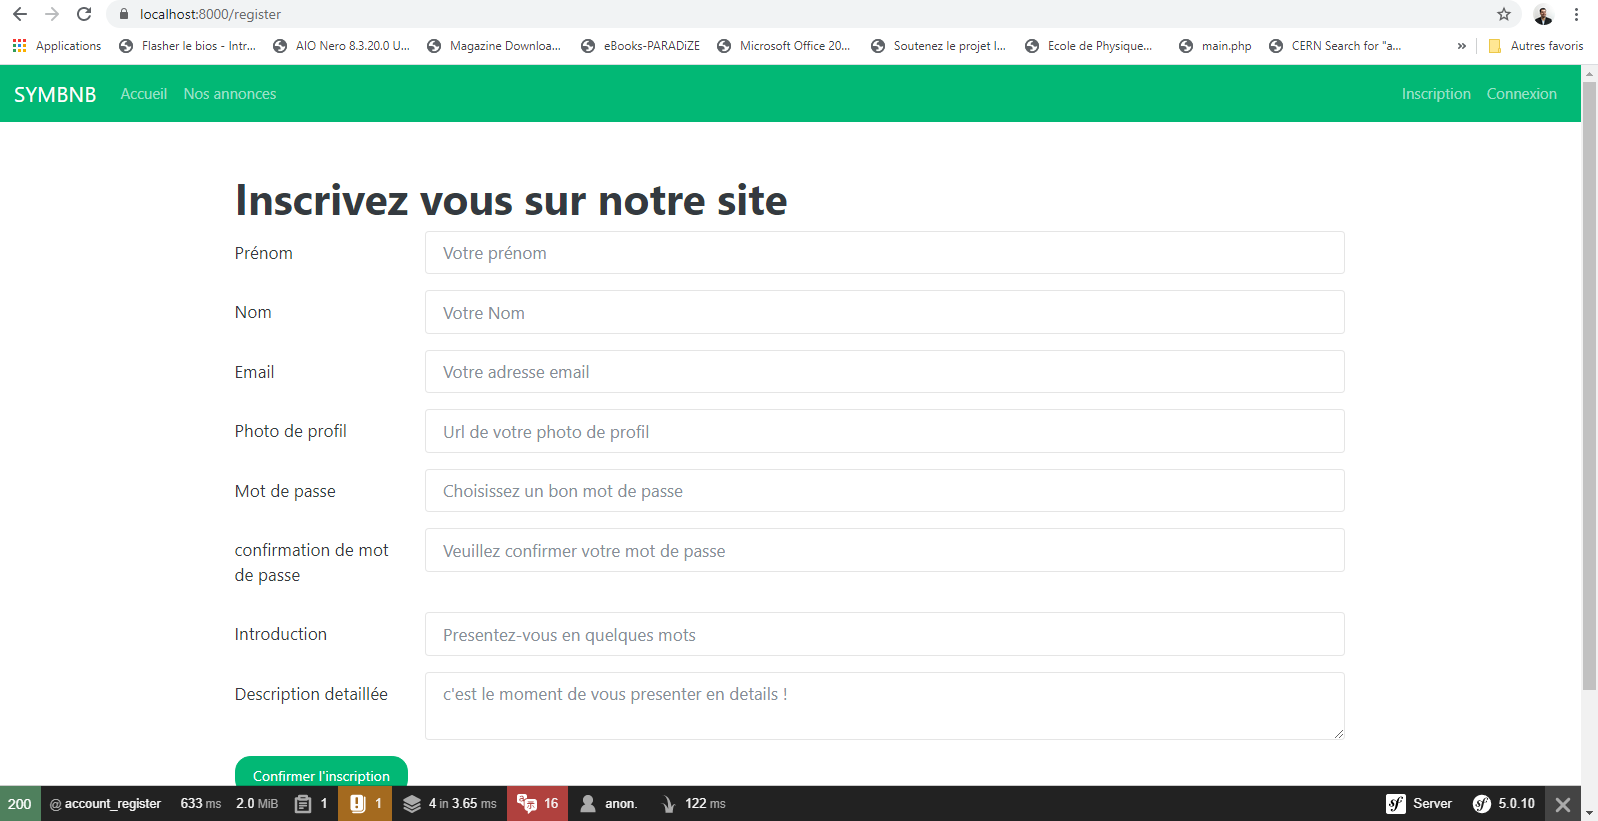 localhost:8000/register
Applications Flasher le bios - Intr... AIO Nero 8.3.20.0 U... Magazine Downloa... eBooks-PARADiZE Microsoft Office 20... Soutenez le projet I... Ecole de Physique... main.php CERN Search for "a... » Autres favoris
SYMBNB Accueil Nos annonces Inscription Connexion
Inscrivez vous sur notre site
Prénom Votre prénom
Nom Votre Nom
Email Votre adresse email
Photo de profil Url de votre photo de profil
Mot de passe Choisissez un bon mot de passe
confirmation de mot Veuillez confirmer votre mot de passe
de passe
Introduction Presentez-vous en quelques mots
Description detaillée c'est le moment de vous presenter en details !
Confirmer l'inscription
200 @ account_register 633 ms 2.0 MiB 1 1 4 in 3.65 ms 16 anon. 122 ms Server 5.0.10